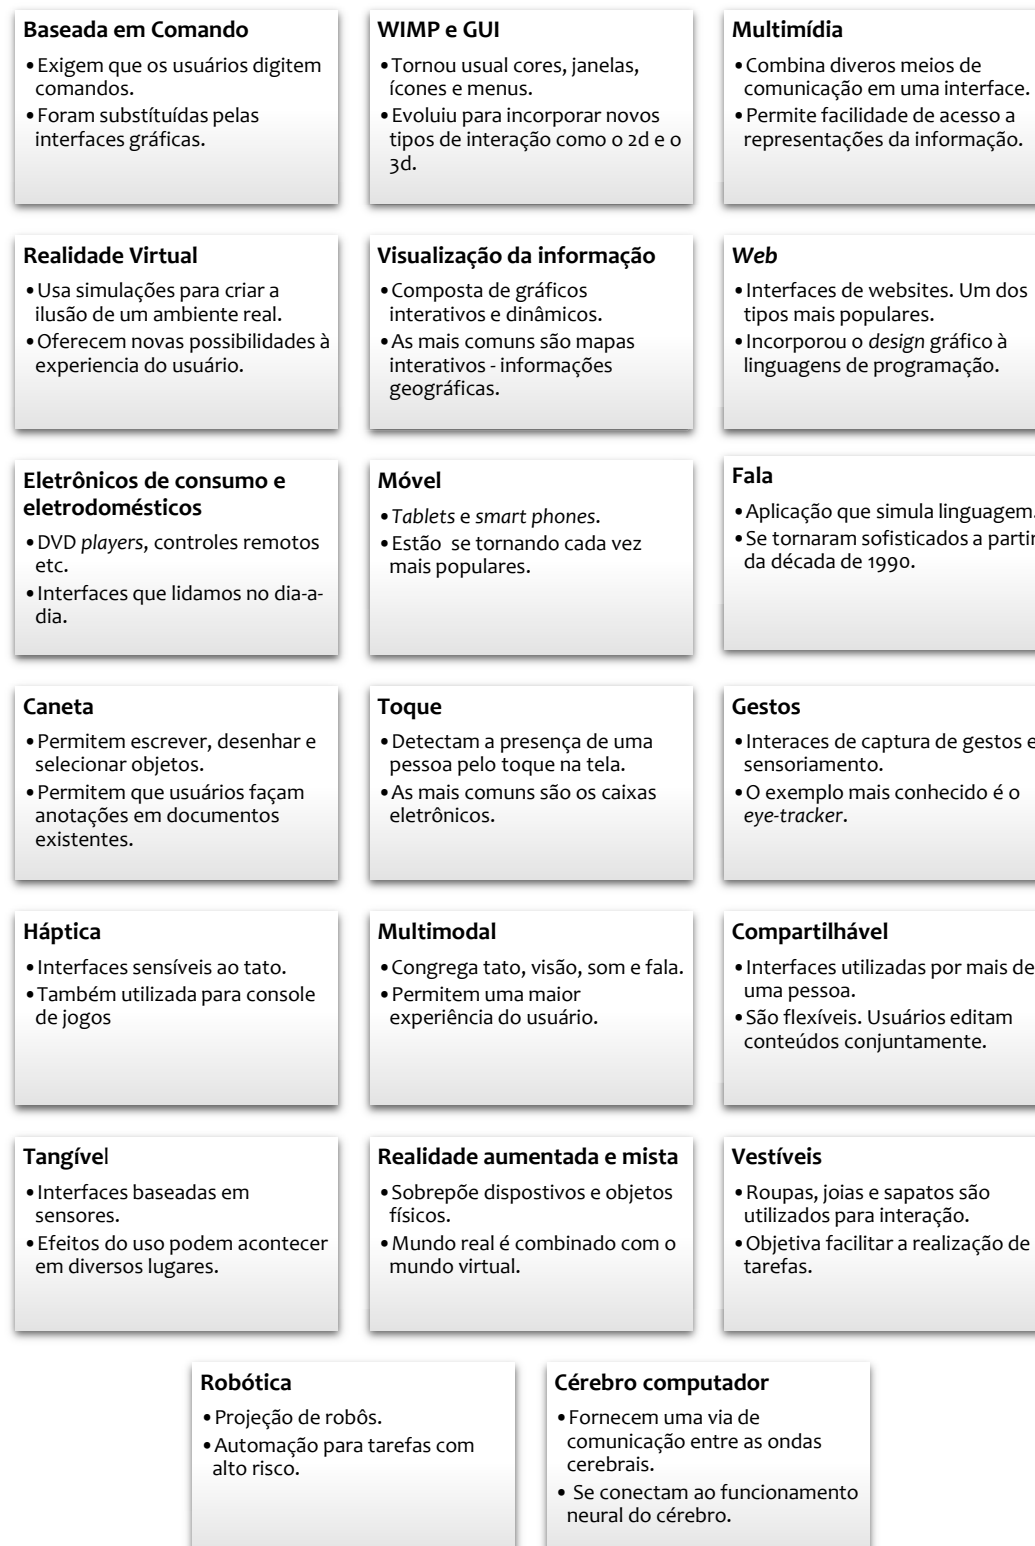 Baseada em Comando
•Exigem que os usuários digitem
comandos.
•Foram substítuídas pelas
interfaces gráficas.
WIMP e GUI
•Tornou usual cores, janelas,
ícones e menus.
•Evoluiu para incorporar novos
tipos de interação como o 2d e o
3d.
Multimídia
•Combina diveros meios de
comunicação em uma interface.
•Permite facilidade de acesso a
representações da informação.
Realidade Virtual
•Usa simulações para criar a
ilusão de um ambiente real.
•Oferecem novas possibilidades à
experiencia do usuário.
Visualização da informação
•Composta de gráficos
interativos e dinâmicos.
•As mais comuns são mapas
interativos - informações
geográficas.
Web
•Interfaces de websites. Um dos
tipos mais populares.
•Incorporou o design gráfico à
linguagens de programação.
Eletrônicos de consumo e
eletrodomésticos
•DVD players, controles remotos
etc.
•Interfaces que lidamos no dia-a-
dia.
Móvel
•Tablets e smart phones.
•Estão se tornando cada vez
mais populares.
Fala
•Aplicação que simula linguagem.
•Se tornaram sofisticados a partir
da década de 1990.
Caneta
•Permitem escrever, desenhar e
selecionar objetos.
•Permitem que usuários façam
anotações em documentos
existentes.
Toque
•Detectam a presença de uma
pessoa pelo toque na tela.
•As mais comuns são os caixas
eletrônicos.
Gestos
•Interaces de captura de gestos e
sensoriamento.
•O exemplo mais conhecido é o
eye-tracker.
Háptica
•Interfaces sensíveis ao tato.
•Também utilizada para console
de jogos
Multimodal
•Congrega tato, visão, som e fala.
•Permitem uma maior
experiência do usuário.
Compartilhável
•Interfaces utilizadas por mais de
uma pessoa.
•São flexíveis. Usuários editam
conteúdos conjuntamente.
Tangível
•Interfaces baseadas em
sensores.
•Efeitos do uso podem acontecer
em diversos lugares.
Realidade aumentada e mista
•Sobrepõe dispostivos e objetos
físicos.
•Mundo real é combinado com o
mundo virtual.
Vestíveis
•Roupas, joias e sapatos são
utilizados para interação.
•Objetiva facilitar a realização de
tarefas.
Robótica
•Projeção de robôs.
•Automação para tarefas com
alto risco.
Cérebro computador
•Fornecem uma via de
comunicação entre as ondas
cerebrais.
• Se conectam ao funcionamento
neural do cérebro.